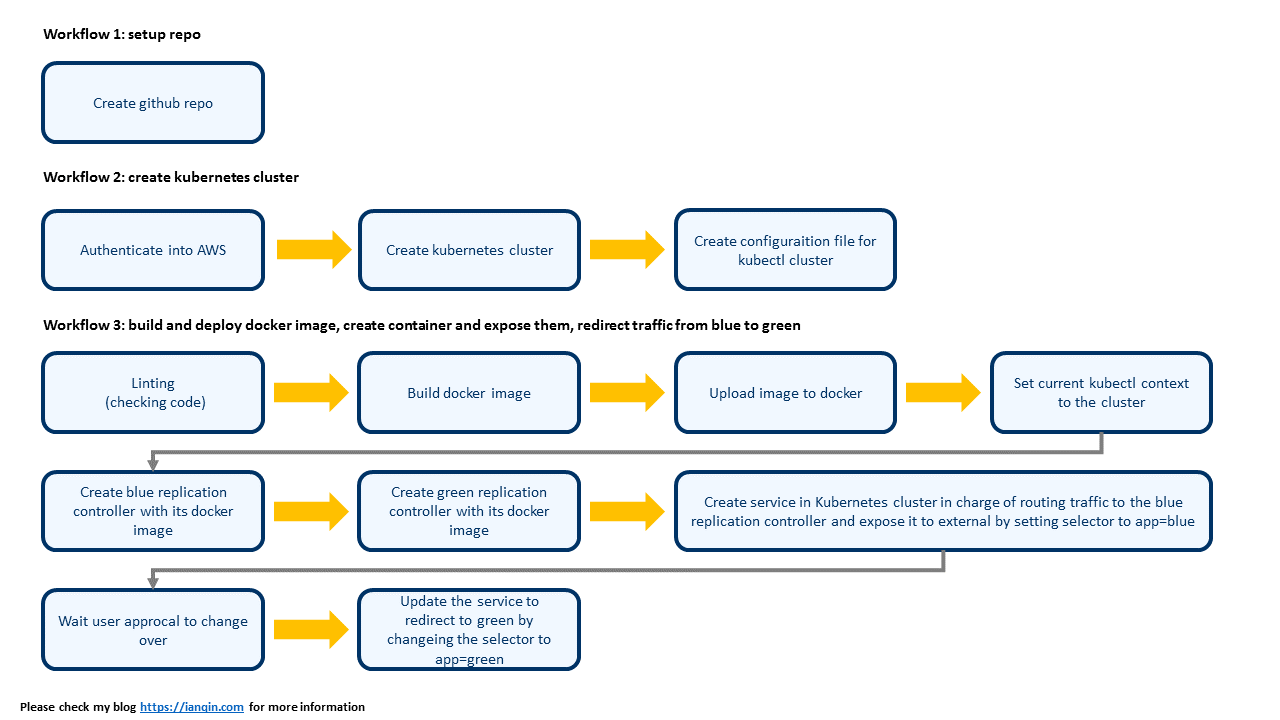 Workflow 1: setup repo
Create github repo
Workflow 2: create kubernetes cluster
Authenticate into AWS
Create kubernetes cluster
Create configuraition file for
kubectl cluster
Workflow 3: build and deploy docker image, create container and expose them, redirect traffic from blue to green
Linting
(checking code)
Build docker image
Upload image to docker
Set current kubectl context
to the cluster
Create blue replication
controller with its docker
image
Create green replication
controller with its docker
image
Create service in Kubernetes cluster in charge of routing traffic to the blue
replication controller and expose it to external by setting selector to app=blue
Wait user approcal to change
over
Update the service to
redirect to green by
changeing the selector to
app=green
Please check my blog https://ianqin.com for more information